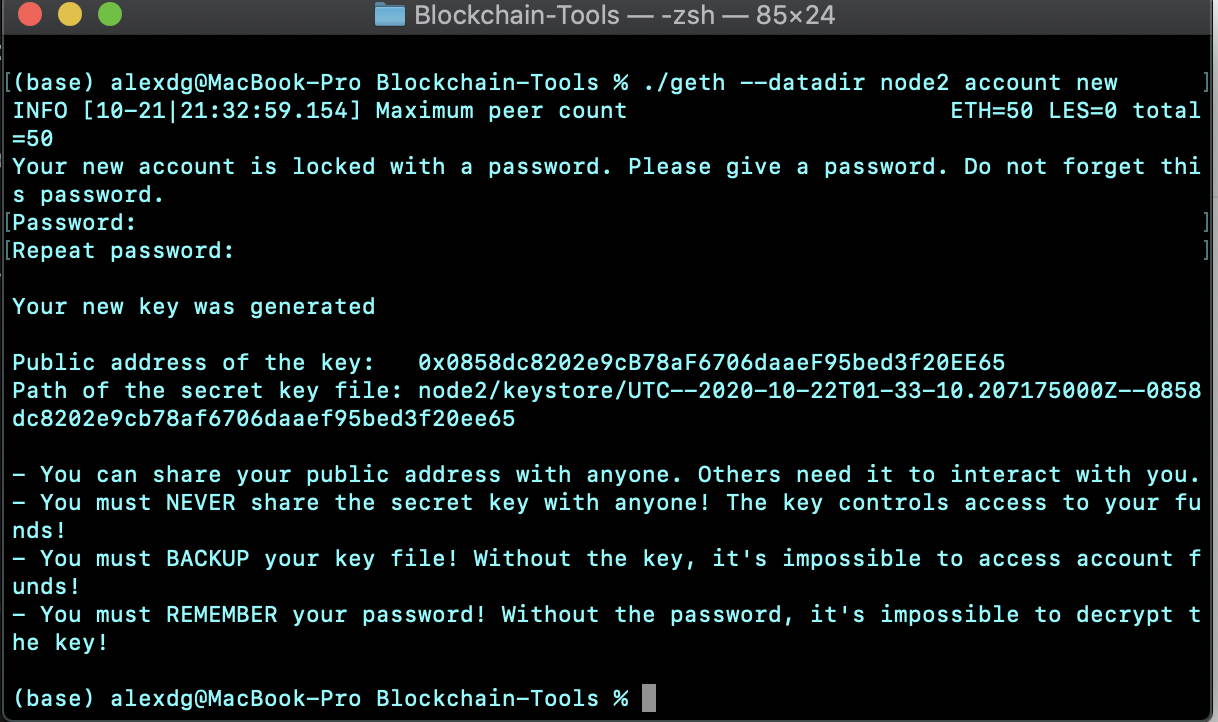 Blockchain-Tools — -zsh — 85×24
[(base) alexdg@MacBook-Pro Blockchain-Tools % ./geth --datadir node2 account new ]
INFO [10-21|21:32:59.154] Maximum peer count                       ETH=50 LES=0 total
=50
Your new account is locked with a password. Please give a password. Do not forget thi
s password.
[Password: ]
[Repeat password: ]
Your new key was generated
Public address of the key:   0x0858dc8202e9cB78aF6706daaeF95bed3f20EE65
Path of the secret key file: node2/keystore/UTC--2020-10-22T01-33-10.207175000Z--0858
dc8202e9cb78af6706daaef95bed3f20ee65
- You can share your public address with anyone. Others need it to interact with you.
- You must NEVER share the secret key with anyone! The key controls access to your fu
nds!
- You must BACKUP your key file! Without the key, it's impossible to access account f
unds!
- You must REMEMBER your password! Without the password, it's impossible to decrypt t
he key!
(base) alexdg@MacBook-Pro Blockchain-Tools %